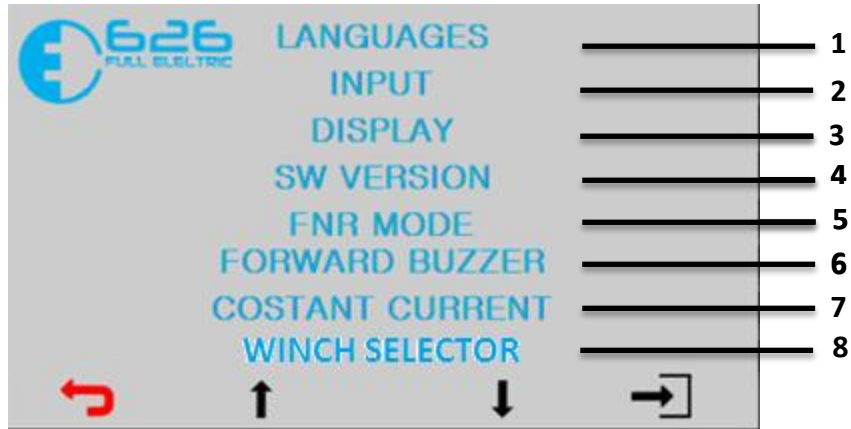 626
FULL ELELTRIC
LANGUAGES 1
INPUT 2
DISPLAY 3
SW VERSION 4
FNR MODE 5
FORWARD BUZZER 6
COSTANT CURRENT 7
WINCH SELECTOR 8